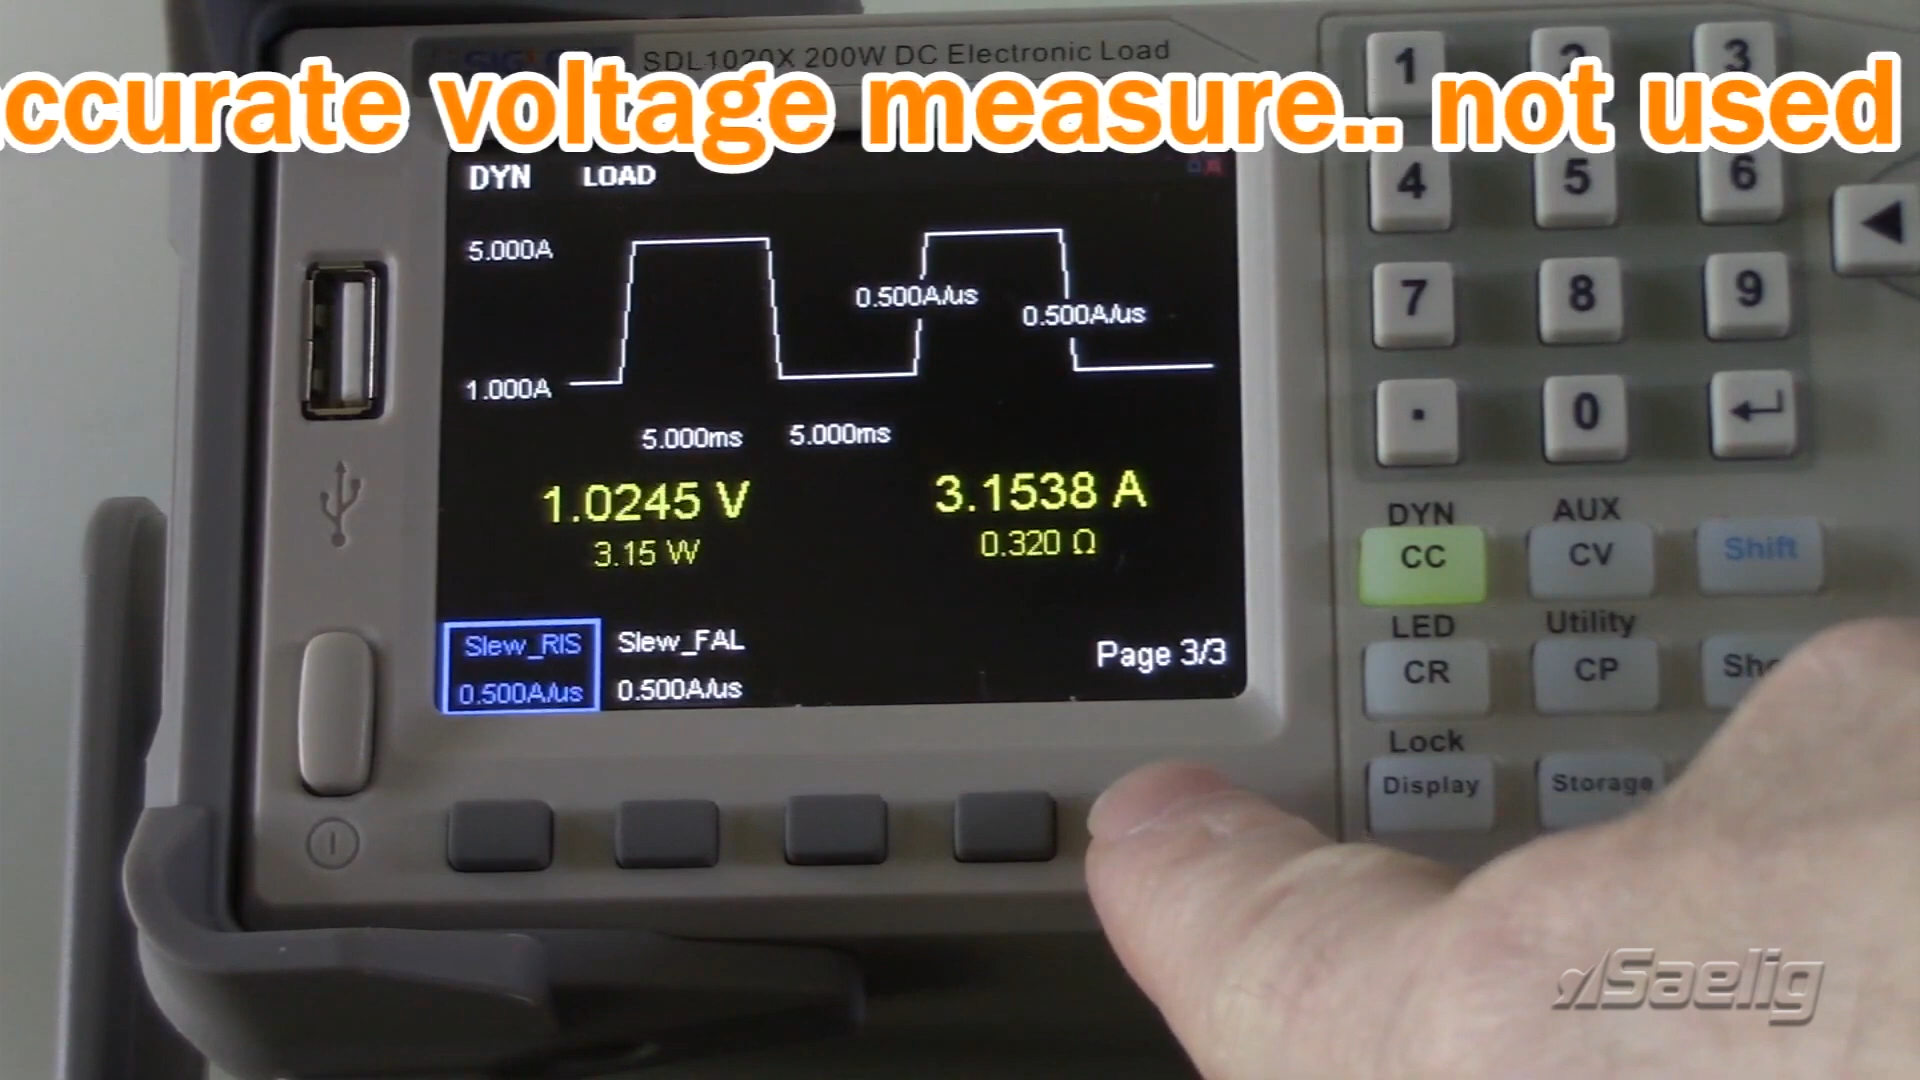 SDL1020X 200W DC Electronic Load
ccurate voltage measure.. not used
DYN LOAD
5.000A
0.500A/us
0.500A/us
1.000A
5.000ms 5.000ms
1.0245 V 3.1538 A
3.15 W 0.320 Ω
Slew_RIS Slew_FAL
0.500A/us 0.500A/us
Page 3/3
1 2 3
4 5 6
7 8 9
. 0
DYN AUX
CC CV Shift
LED Utility
CR CP
Lock
Display Storage
Saelig